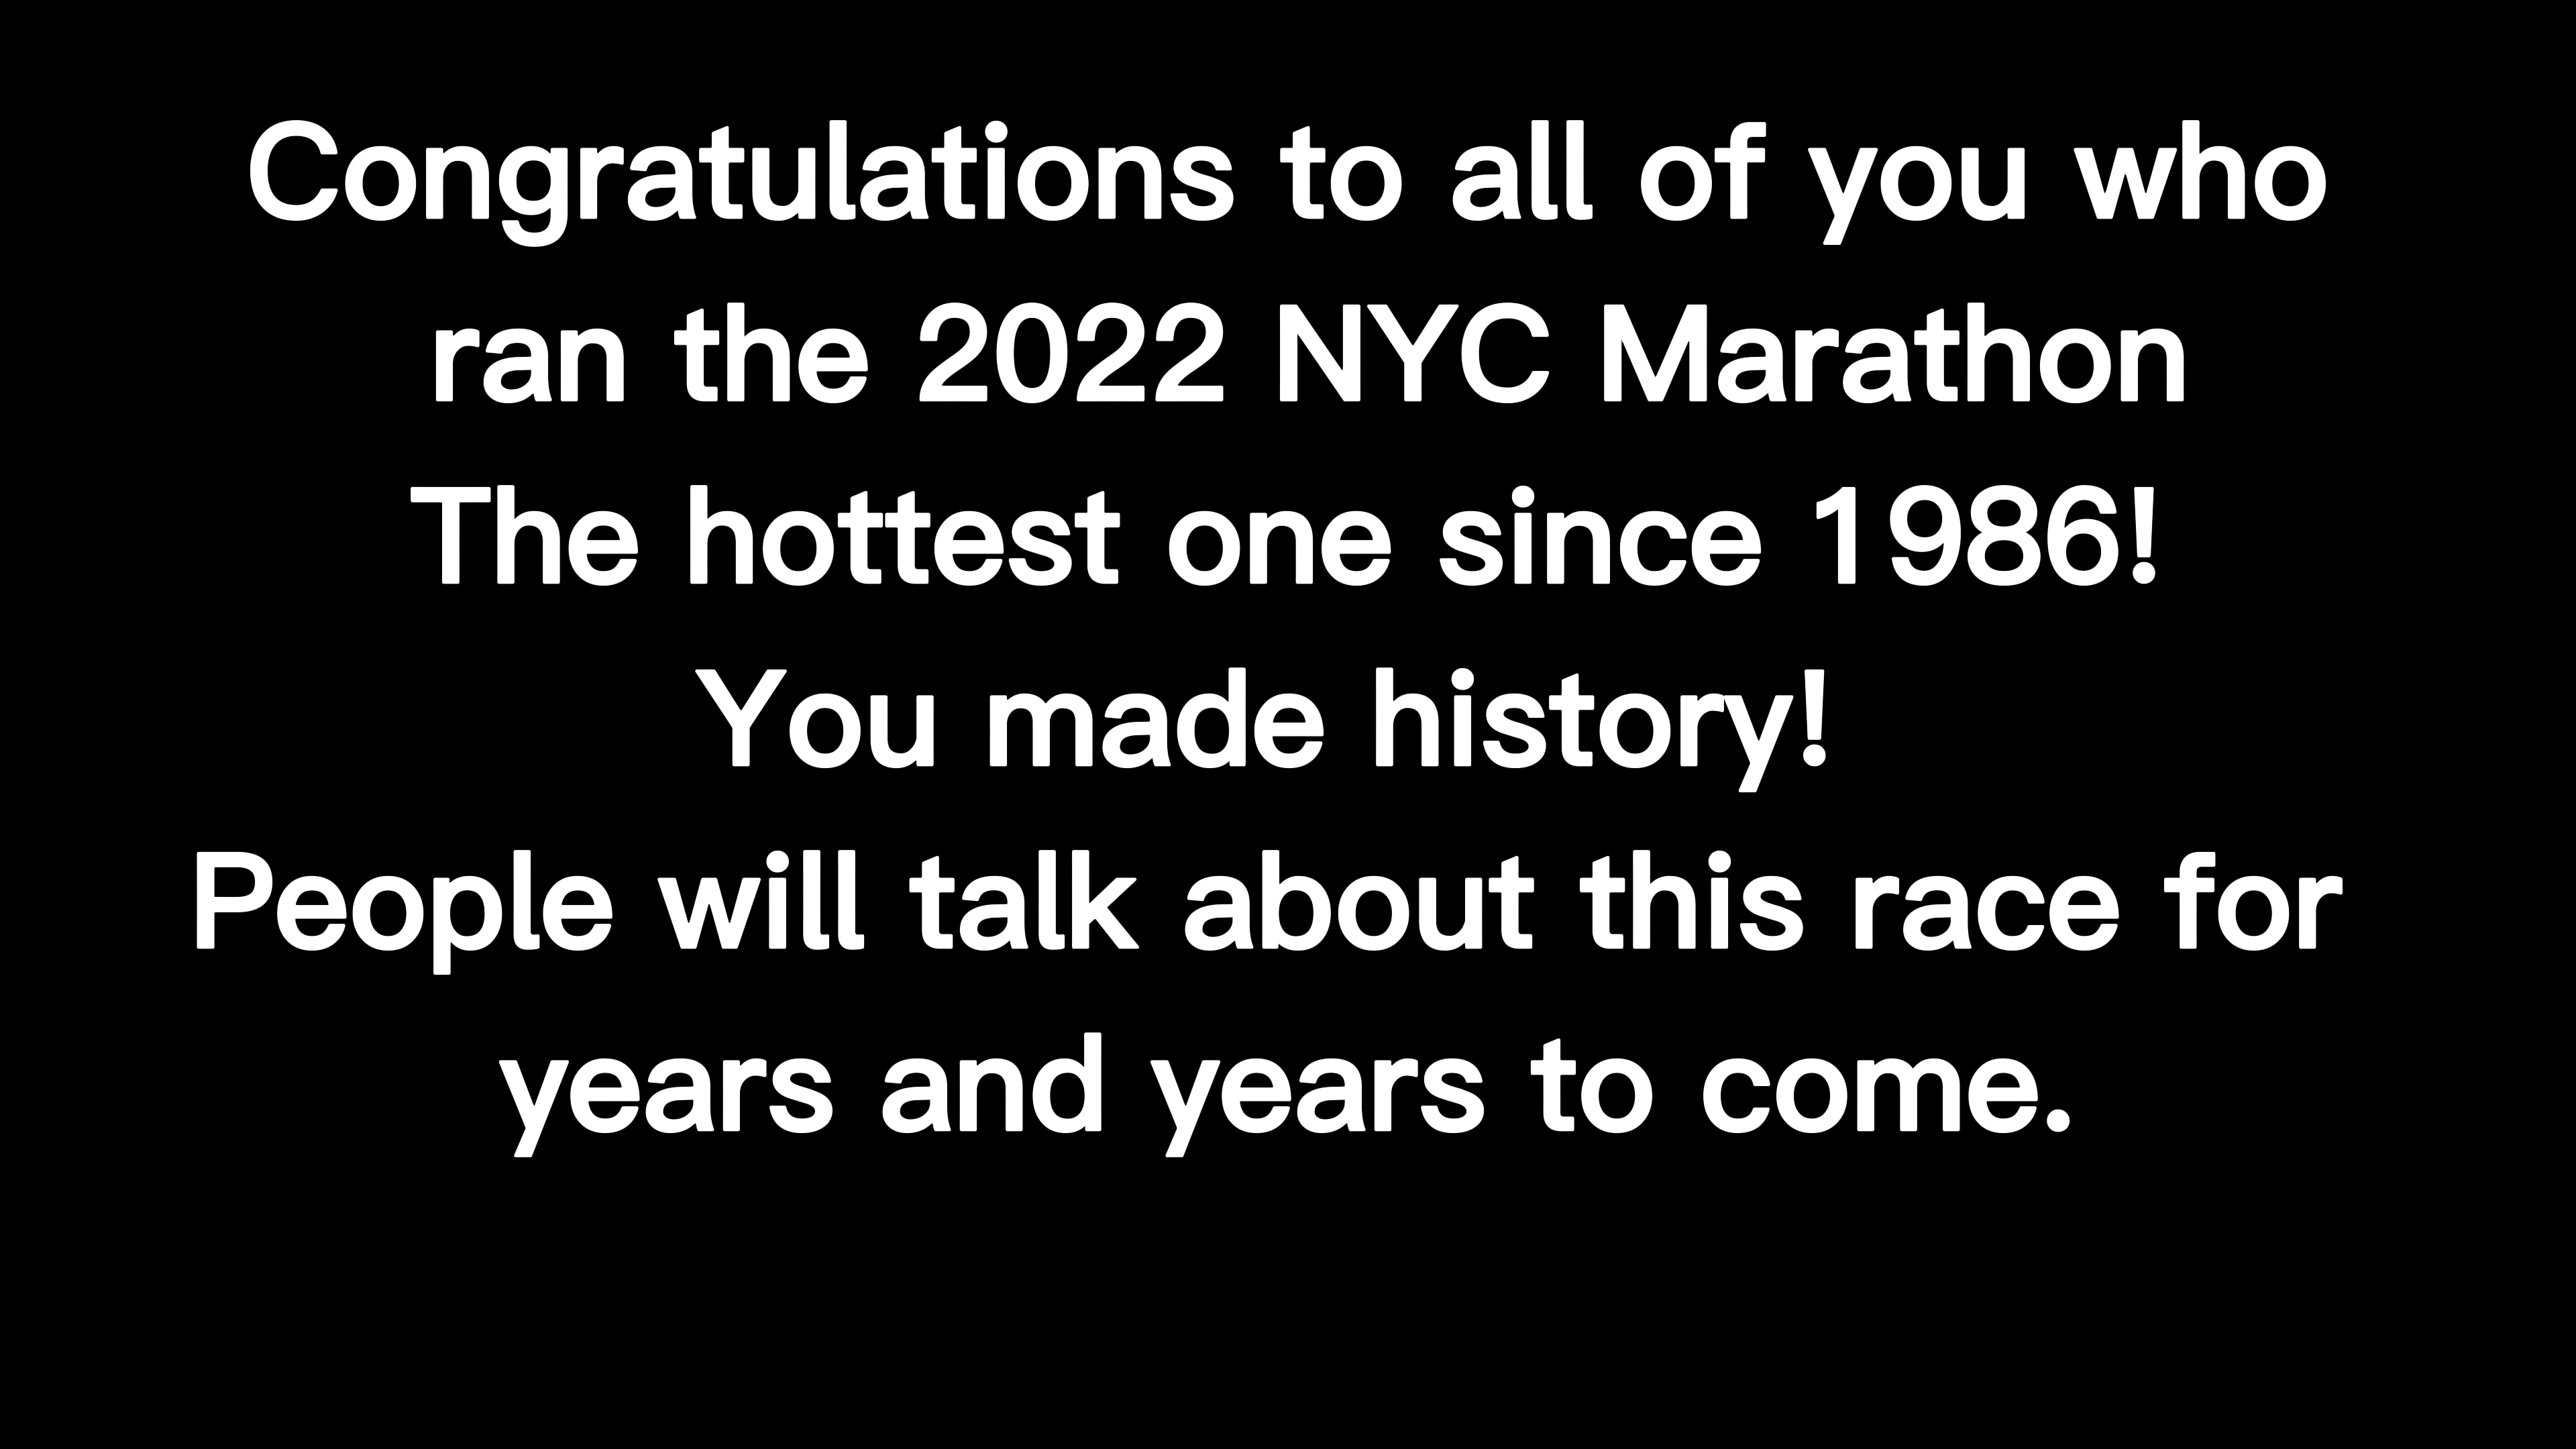 Congratulations to all of you who
ran the 2022 NYC Marathon
The hottest one since 1986!
You made history!
People will talk about this race for
years and years to come.